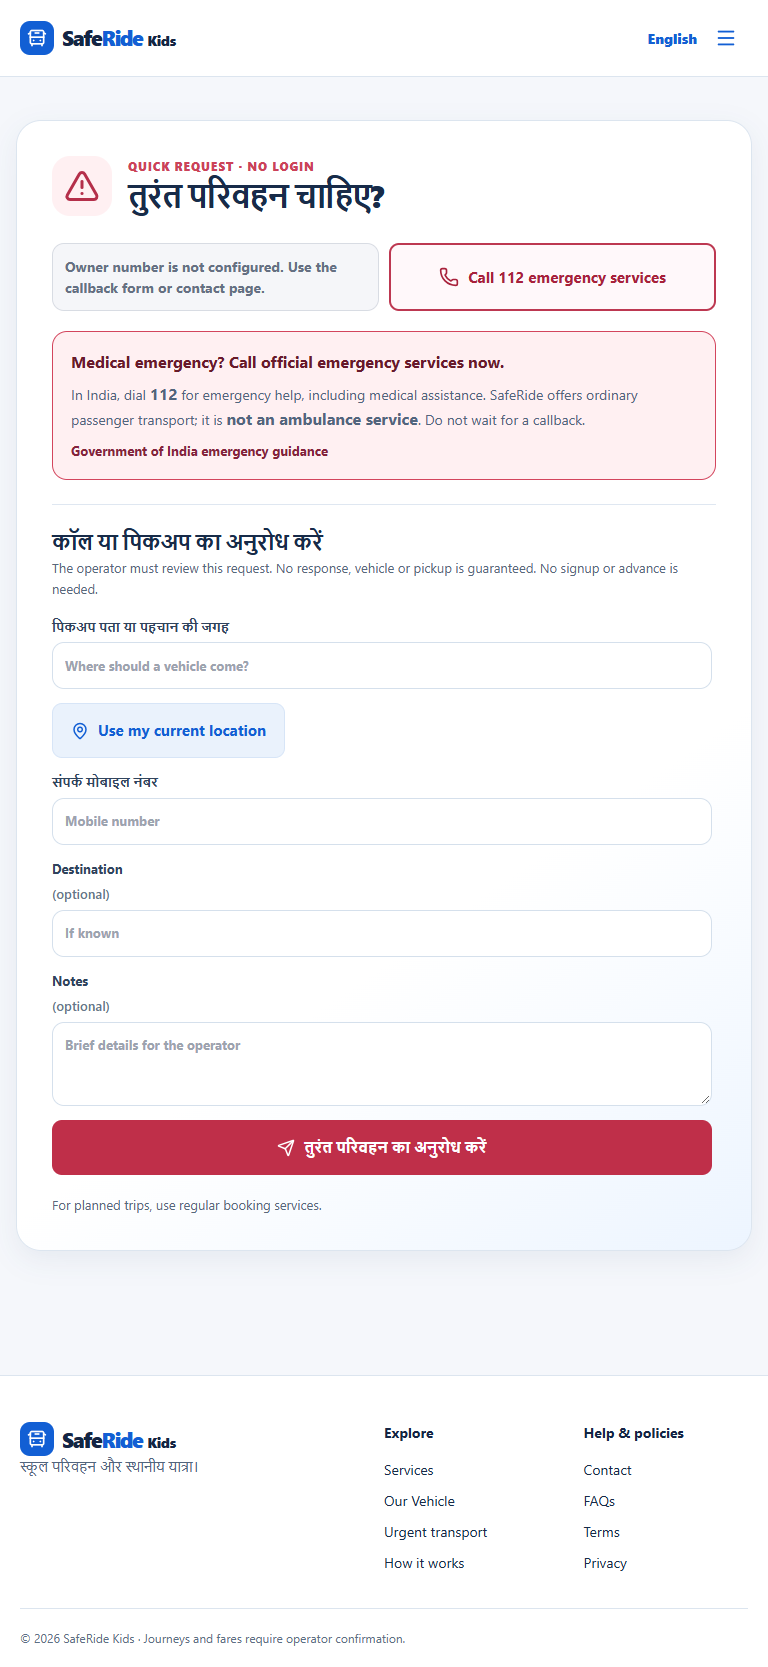 SafeRide Kids
English
QUICK REQUEST · NO LOGIN
तुरंत परिवहन चाहिए?
Owner number is not configured. Use the
callback form or contact page.
Call 112 emergency services
Medical emergency? Call official emergency services now.
In India, dial 112 for emergency help, including medical assistance. SafeRide offers ordinary
passenger transport; it is not an ambulance service. Do not wait for a callback.
Government of India emergency guidance
कॉल या पिकअप का अनुरोध करें
The operator must review this request. No response, vehicle or pickup is guaranteed. No signup or advance is
needed.
पिकअप पता या पहचान की जगह
Where should a vehicle come?
Use my current location
संपर्क मोबाइल नंबर
Mobile number
Destination
(optional)
If known
Notes
(optional)
Brief details for the operator
तुरंत परिवहन का अनुरोध करें
For planned trips, use regular booking services.
SafeRide Kids
स्कूल परिवहन और स्थानीय यात्रा।
Explore
Services
Our Vehicle
Urgent transport
How it works
Help & policies
Contact
FAQs
Terms
Privacy
© 2026 SafeRide Kids · Journeys and fares require operator confirmation.